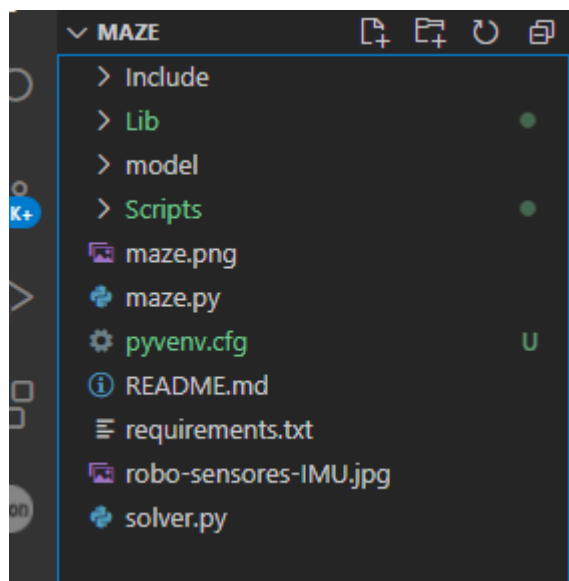 MAZE
Include
Lib
model
K+
Scripts
maze.png
maze.py
pyvenv.cfg U
README.md
requirements.txt
robo-sensores-IMU.jpg
on
solver.py